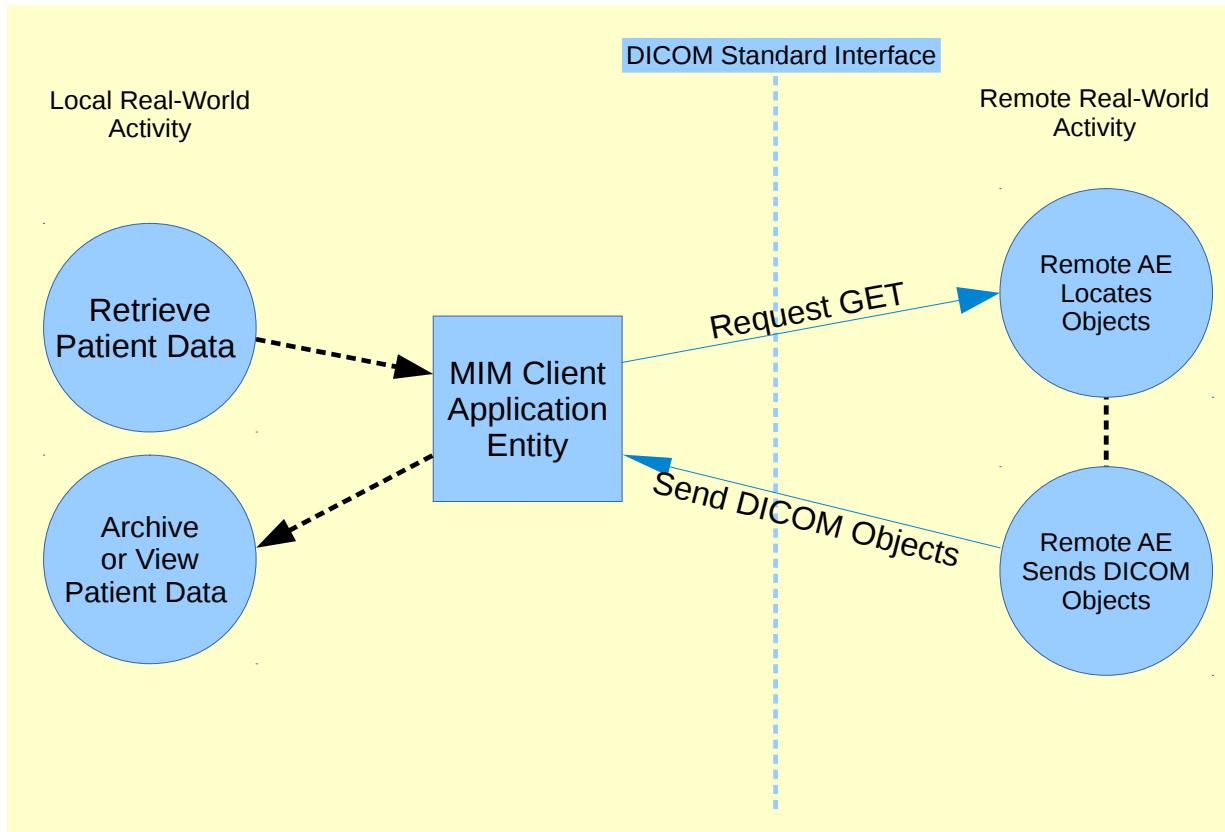 DICOM Standard Interface
Local Real-World
Activity
Remote Real-World
Activity
Retrieve
Patient Data
MIM Client
Application
Entity
Request GET
Remote AE
Locates
Objects
Archive
or View
Patient Data
Send DICOM Objects
Remote AE
Sends DICOM
Objects